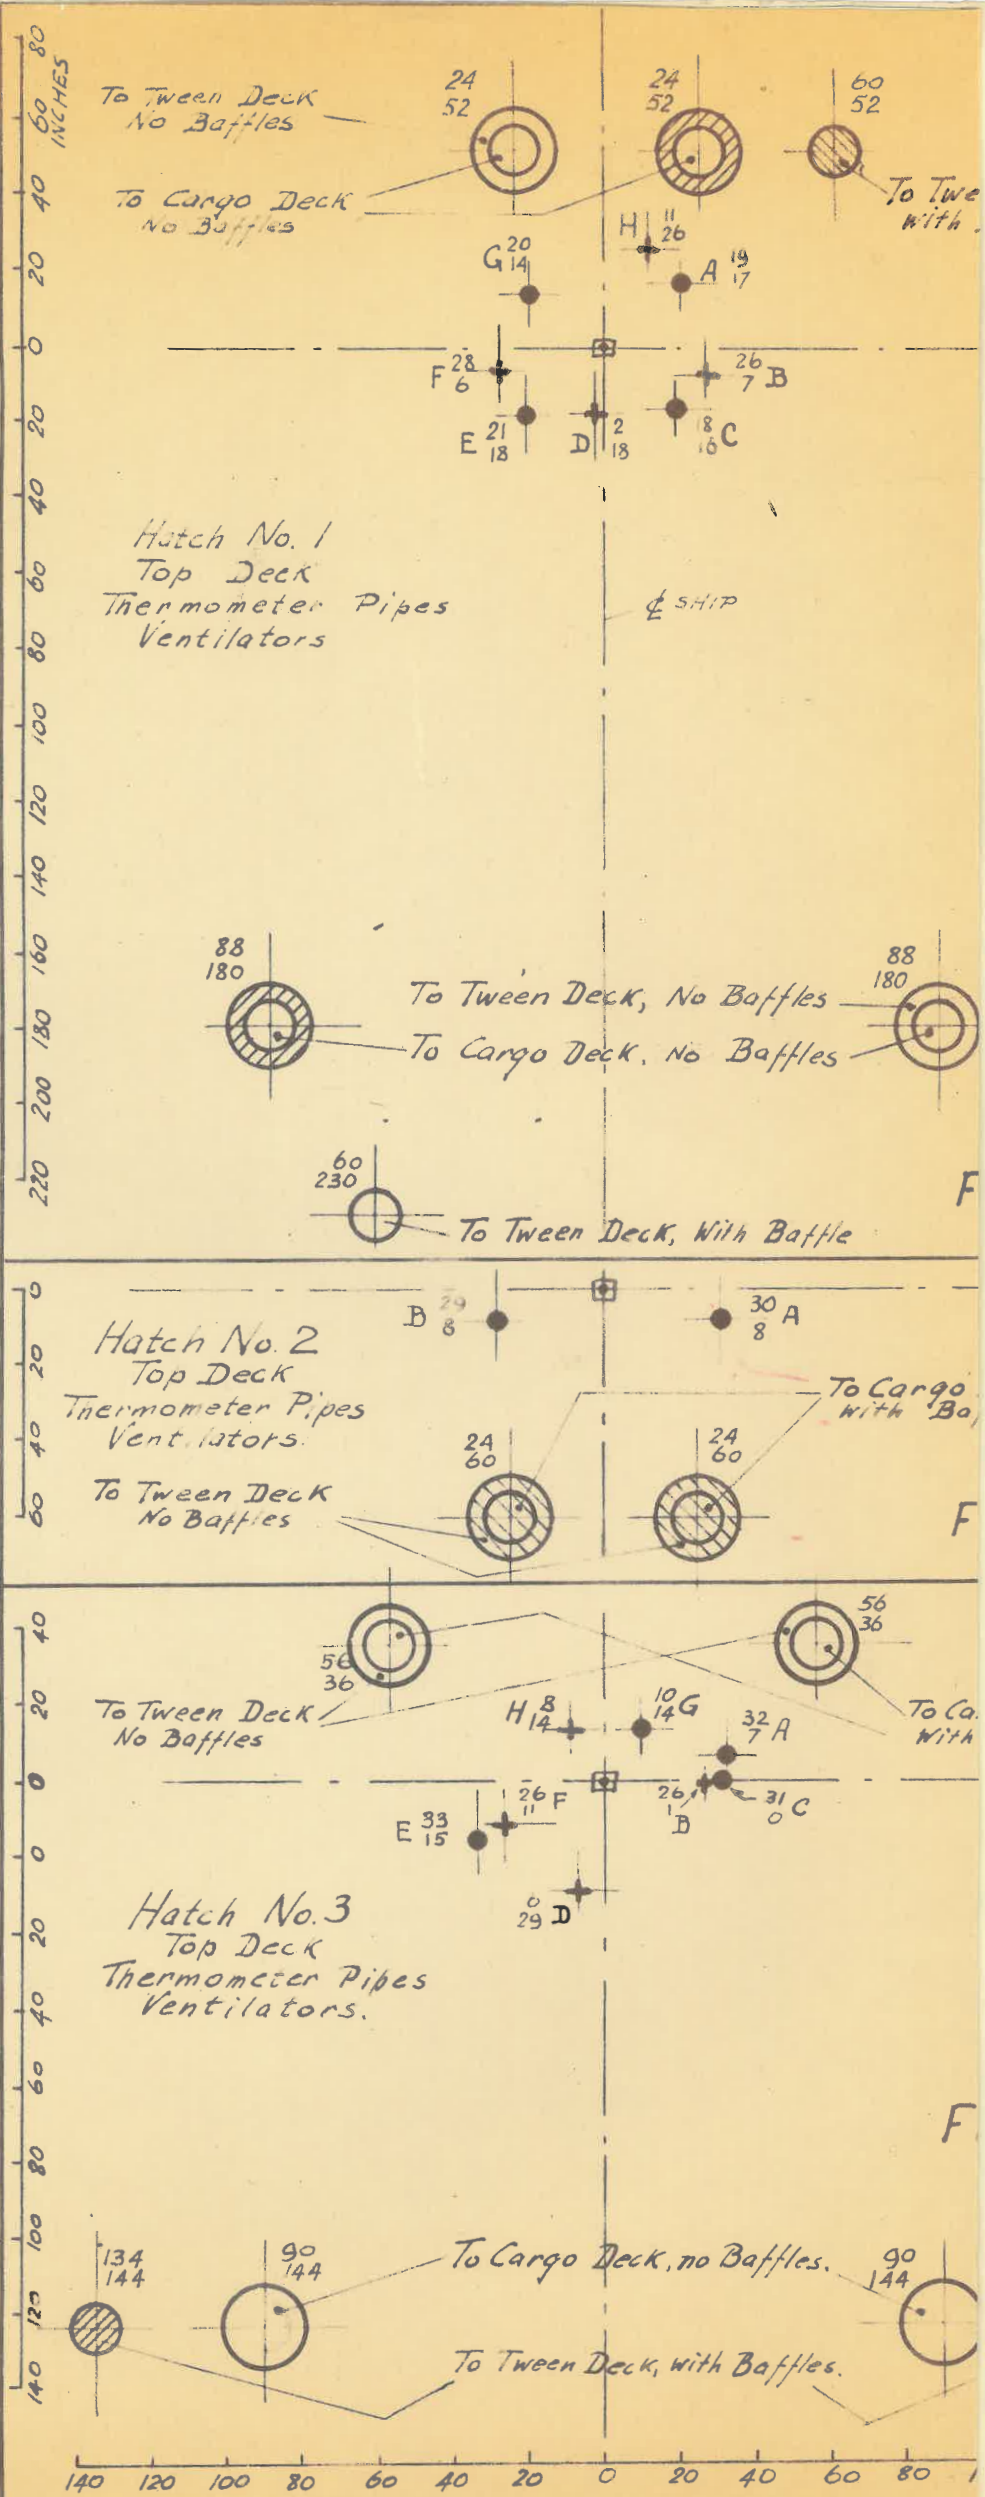 80
60
INCHES
40
20
0
20
40
60
80
100
120
140
160
180
200
220
To Tween Deck
No Baffles
24
52
24
52
60
52
To Cargo Deck
No Baffles
To Twe
with
H 11
26
G 20
14
A 19
17
F 28
6
26
7 B
E 21
18
D 2
18
18
16 C
Hatch No. 1
Top Deck
Thermometer Pipes
Ventilators
℄ SHIP
88
180
88
180
To Tween Deck, No Baffles
To Cargo Deck. No Baffles
60
230
F
To Tween Deck, With Baffle
0
20
40
60
B 29
8
30 A
8
Hatch No. 2
Top Deck
Thermometer Pipes
Ventilators.
To Cargo
with Ba
24
60
24
60
To Tween Deck
No Baffles
F
40
20
0
0
20
40
60
80
100
120
140
56
36
56
36
To Tween Deck
No Baffles
H 8
14
10
14 G
32
7 A
To Ca
With
26
1
B
31
0 C
26
11 F
E 33
15
0
29 D
Hatch No. 3
Top Deck
Thermometer Pipes
Ventilators.
F
134
144
90
144
To Cargo Deck, no Baffles.
90
144
To Tween Deck, with Baffles.
140 120 100 80 60 40 20 0 20 40 60 80 1